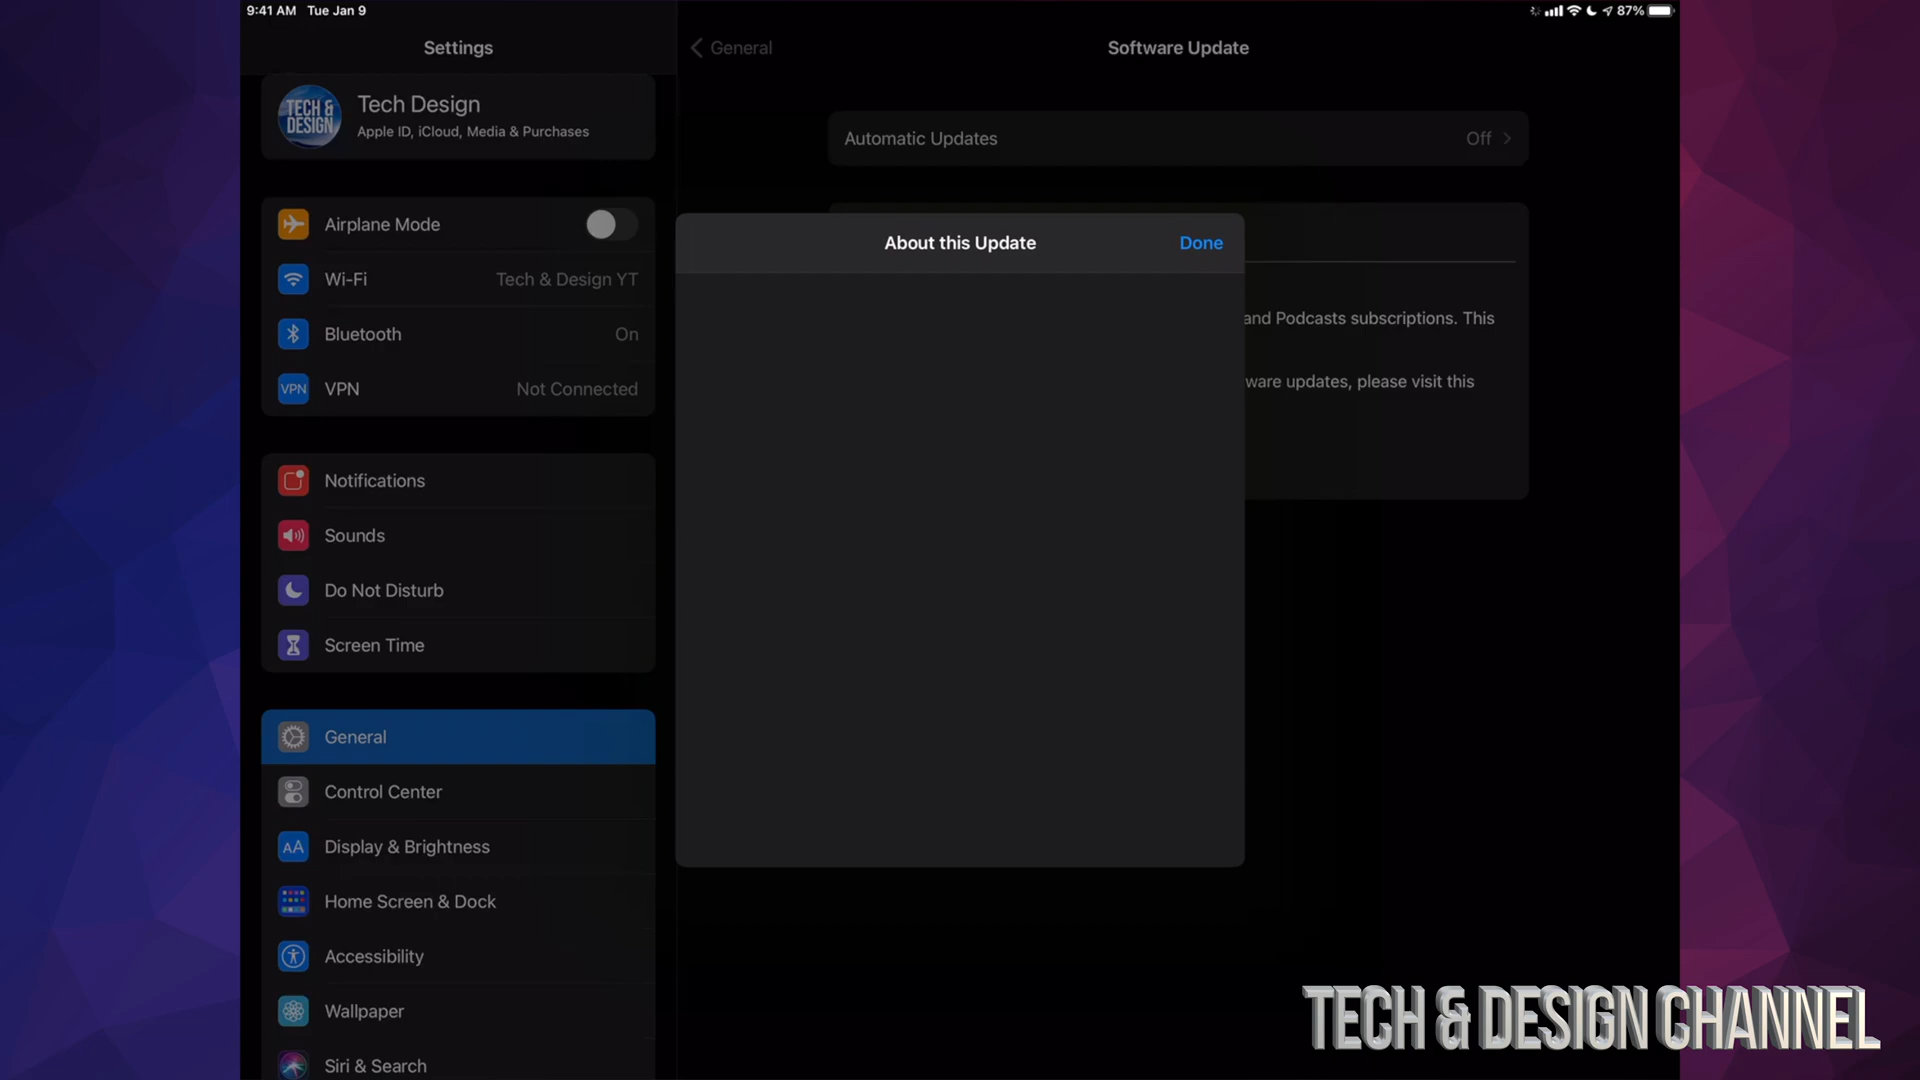 9:41 AM Tue Jan 9
87%
Settings
General
Software Update
TECH &
DESIGN
Tech Design
Apple ID, iCloud, Media & Purchases
Automatic Updates
Off
Airplane Mode
Wi-Fi
Tech & Design YT
Bluetooth
On
VPN
VPN
Not Connected
About this Update
Done
and Podcasts subscriptions. This
ware updates, please visit this
Notifications
Sounds
Do Not Disturb
Screen Time
General
Control Center
AA
Display & Brightness
Home Screen & Dock
Accessibility
Wallpaper
Siri & Search
TECH & DESIGN CHANNEL